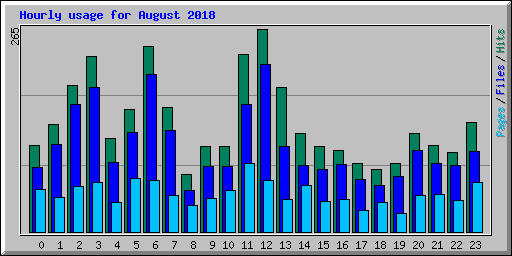 Hourly usage for August 2018
265
Pages/Files/Hits
0 1 2 3 4 5 6 7 8 9 10 11 12 13 14 15 16 17 18 19 20 21 22 23